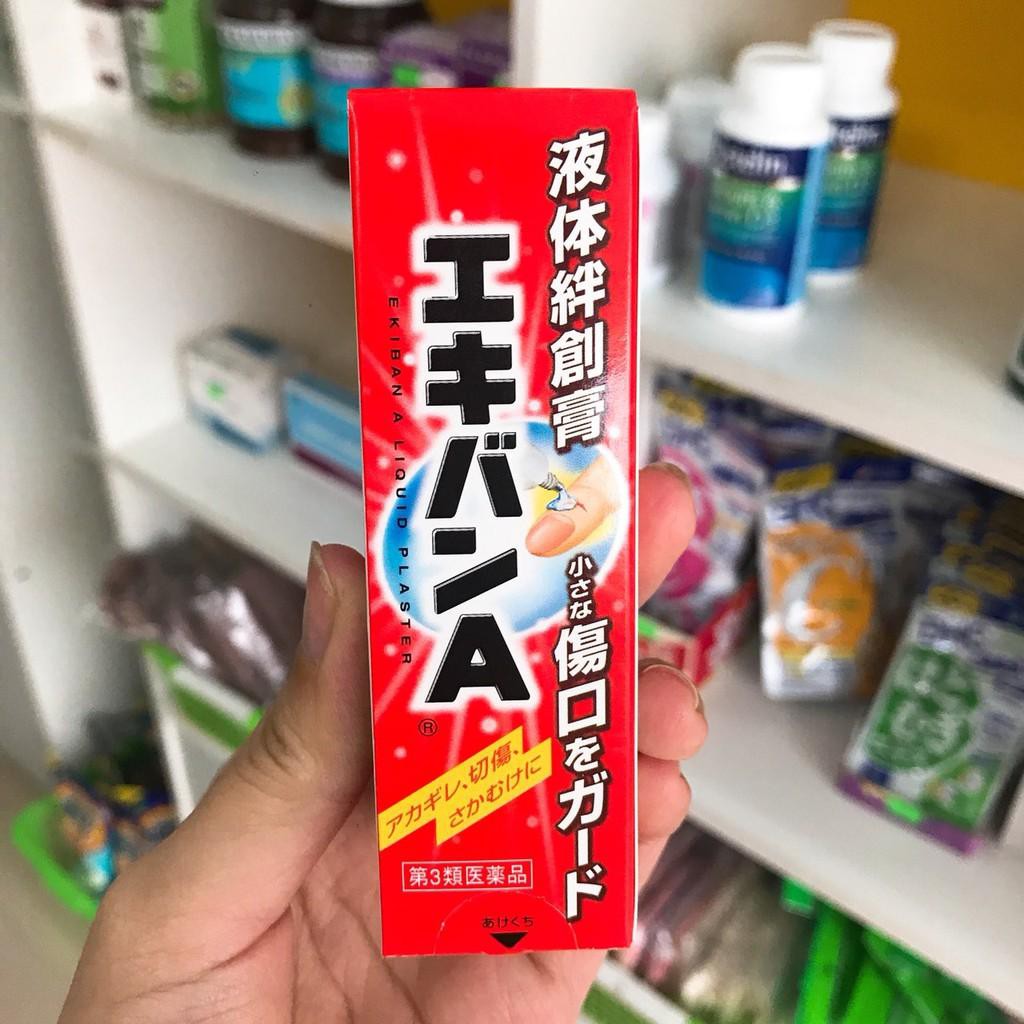 液体絆創膏
小さな傷口をガード
エキバンA
EKIBAN A LIQUID PLASTER
®
アカギレ、切傷、
さかむけに
第3類医薬品
あけくち